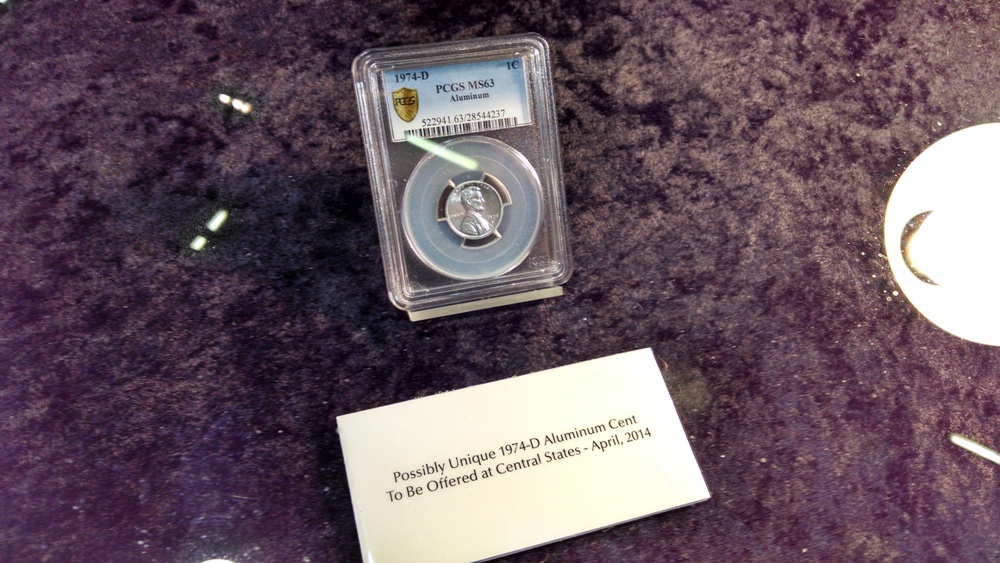 1974-D 1C
PCGS MS63
Aluminum
PCGS
522941.63/28544237
Possibly Unique 1974-D Aluminum Cent
To Be Offered at Central States - April, 2014